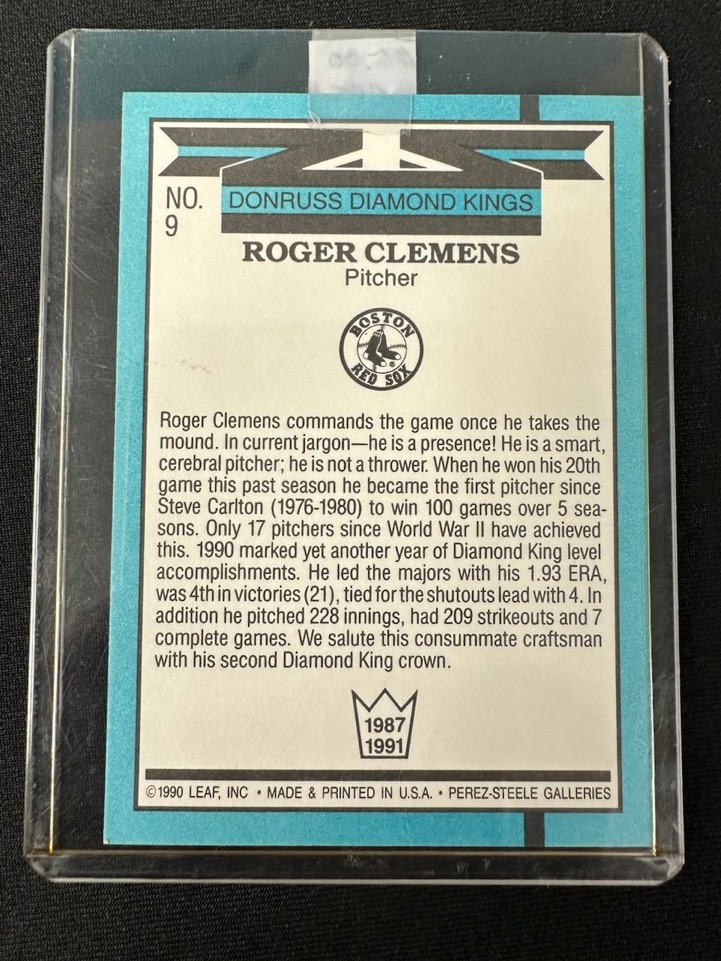 NO.
9
DONRUSS DIAMOND KINGS
ROGER CLEMENS
Pitcher
BOSTON
RED SOX
®
Roger Clemens commands the game once he takes the
mound. In current jargon—he is a presence! He is a smart,
cerebral pitcher; he is not a thrower. When he won his 20th
game this past season he became the first pitcher since
Steve Carlton (1976-1980) to win 100 games over 5 sea-
sons. Only 17 pitchers since World War II have achieved
this. 1990 marked yet another year of Diamond King level
accomplishments. He led the majors with his 1.93 ERA,
was 4th in victories (21), tied for the shutouts lead with 4. In
addition he pitched 228 innings, had 209 strikeouts and 7
complete games. We salute this consummate craftsman
with his second Diamond King crown.
1987
1991
©1990 LEAF, INC • MADE & PRINTED IN U.S.A. • PEREZ-STEELE GALLERIES